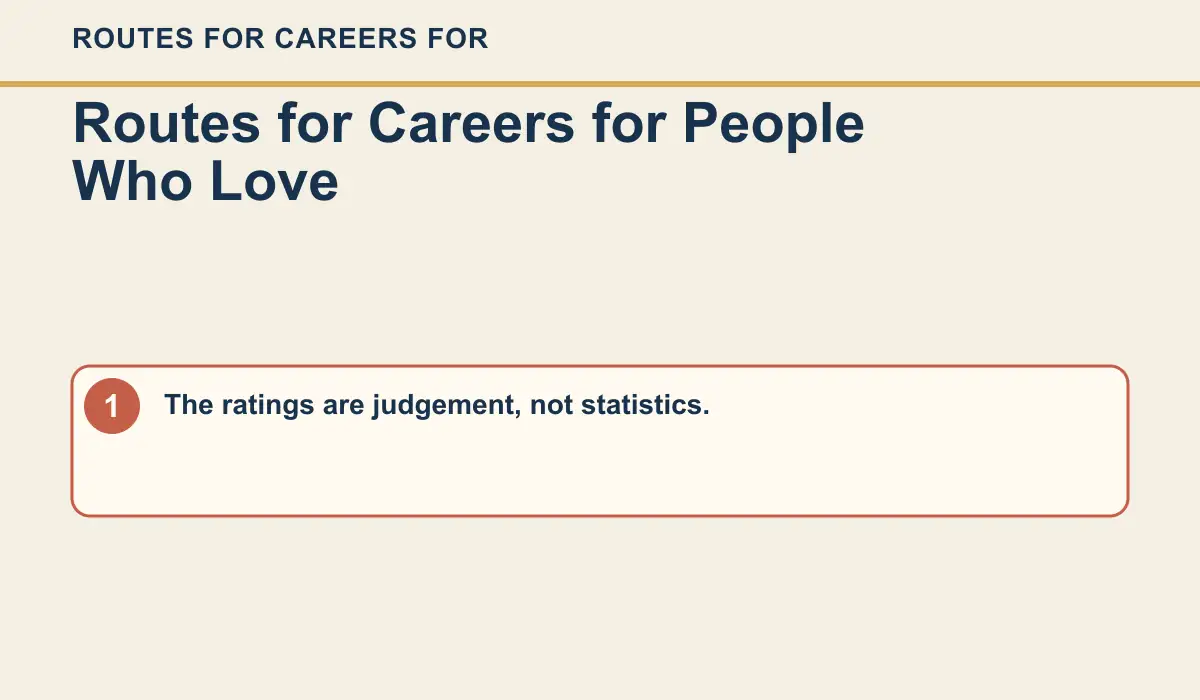 ROUTES FOR CAREERS FOR
Routes for Careers for People
Who Love
1
The ratings are judgement, not statistics.